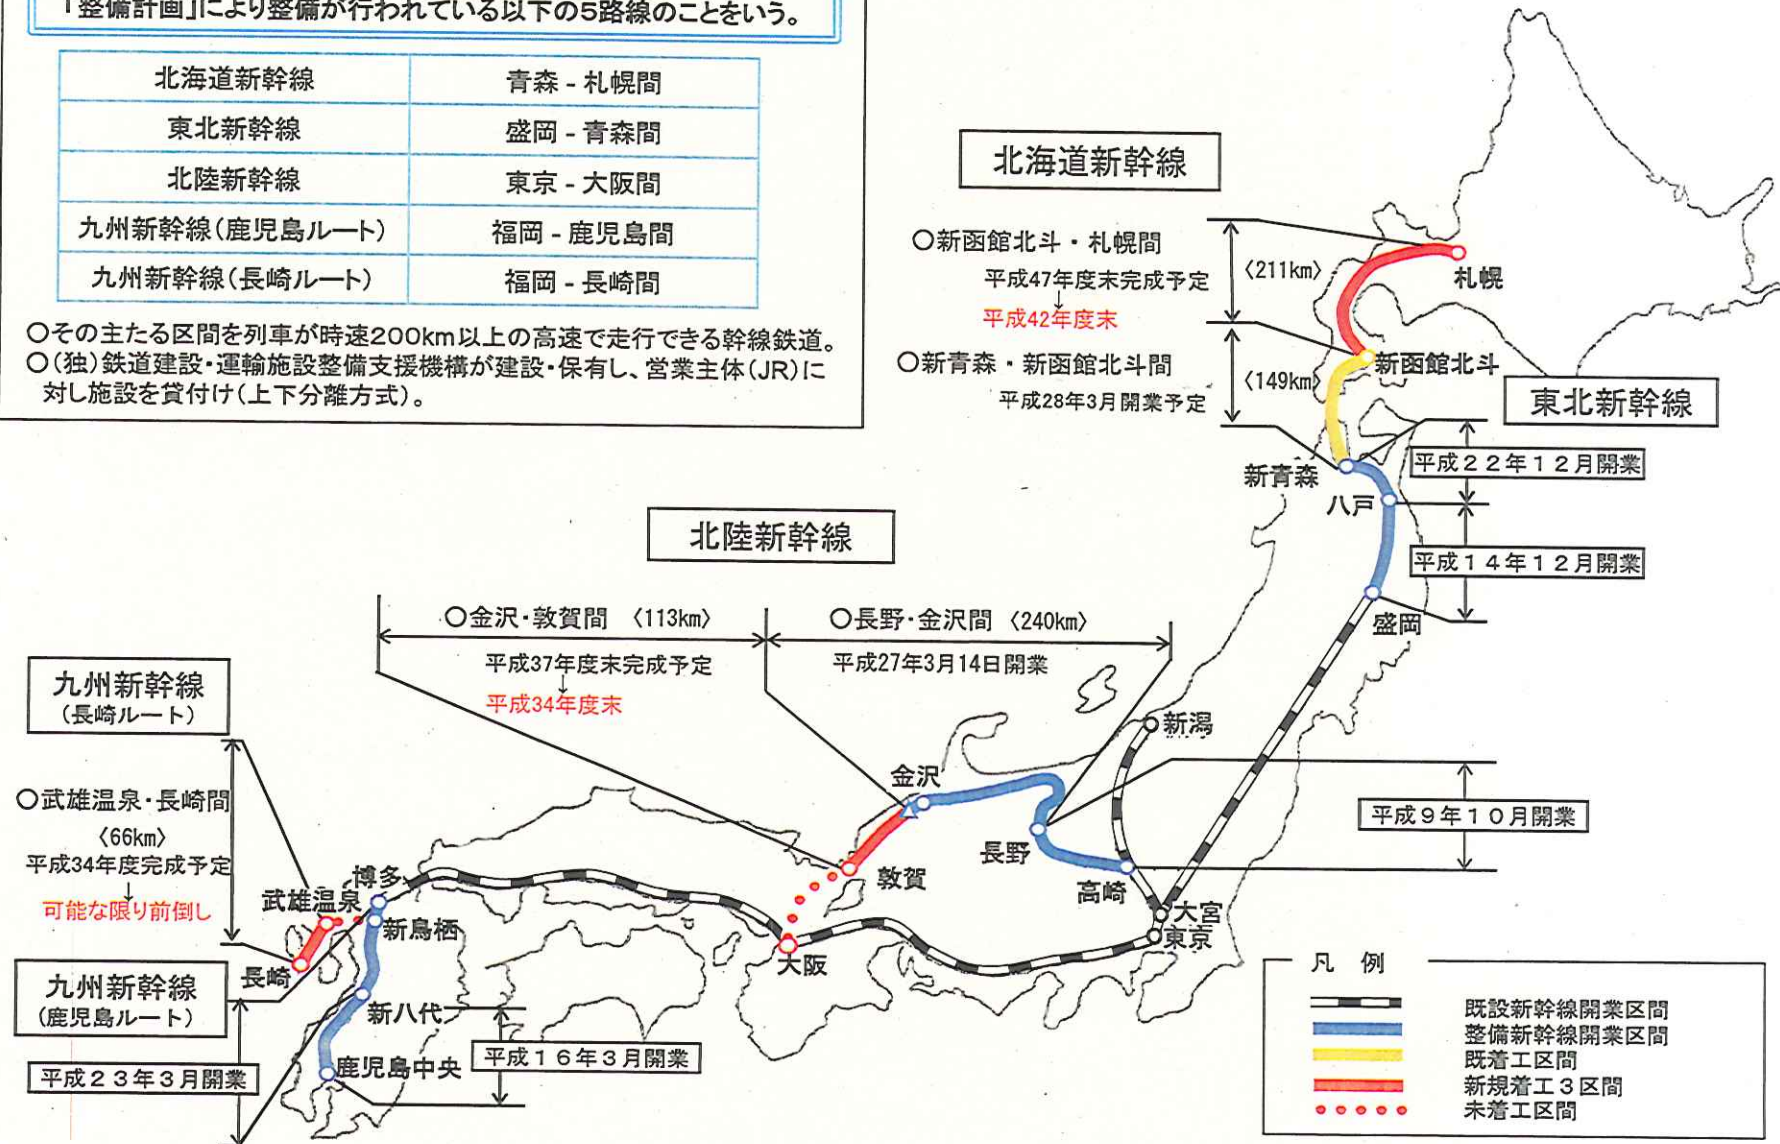 「整備計画」により整備が行われている以下の5路線のことをいう。
北海道新幹線 青森 - 札幌間
東北新幹線 盛岡 - 青森間
北陸新幹線 東京 - 大阪間
九州新幹線(鹿児島ルート) 福岡 - 鹿児島間
九州新幹線(長崎ルート) 福岡 - 長崎間
○その主たる区間を列車が時速200km以上の高速で走行できる幹線鉄道。
○(独)鉄道建設・運輸施設整備支援機構が建設・保有し、営業主体(JR)に
対し施設を貸付け(上下分離方式)。
北海道新幹線
○新函館北斗・札幌間
〈211km〉
平成47年度末完成予定
↓
平成42年度末
札幌
○新青森・新函館北斗間
〈149km〉
平成28年3月開業予定
新函館北斗
東北新幹線
平成22年12月開業
新青森
八戸
平成14年12月開業
盛岡
北陸新幹線
○金沢・敦賀間 〈113km〉
平成37年度末完成予定
↓
平成34年度末
○長野・金沢間 〈240km〉
平成27年3月14日開業
新潟
金沢
長野
敦賀
高崎
平成9年10月開業
大宮
東京
大阪
九州新幹線
(長崎ルート)
○武雄温泉・長崎間
〈66km〉
平成34年度完成予定
↓
可能な限り前倒し
博多
武雄温泉
新鳥栖
長崎
九州新幹線
(鹿児島ルート)
新八代
平成16年3月開業
鹿児島中央
平成23年3月開業
凡 例
既設新幹線開業区間
整備新幹線開業区間
既着工区間
新規着工3区間
未着工区間